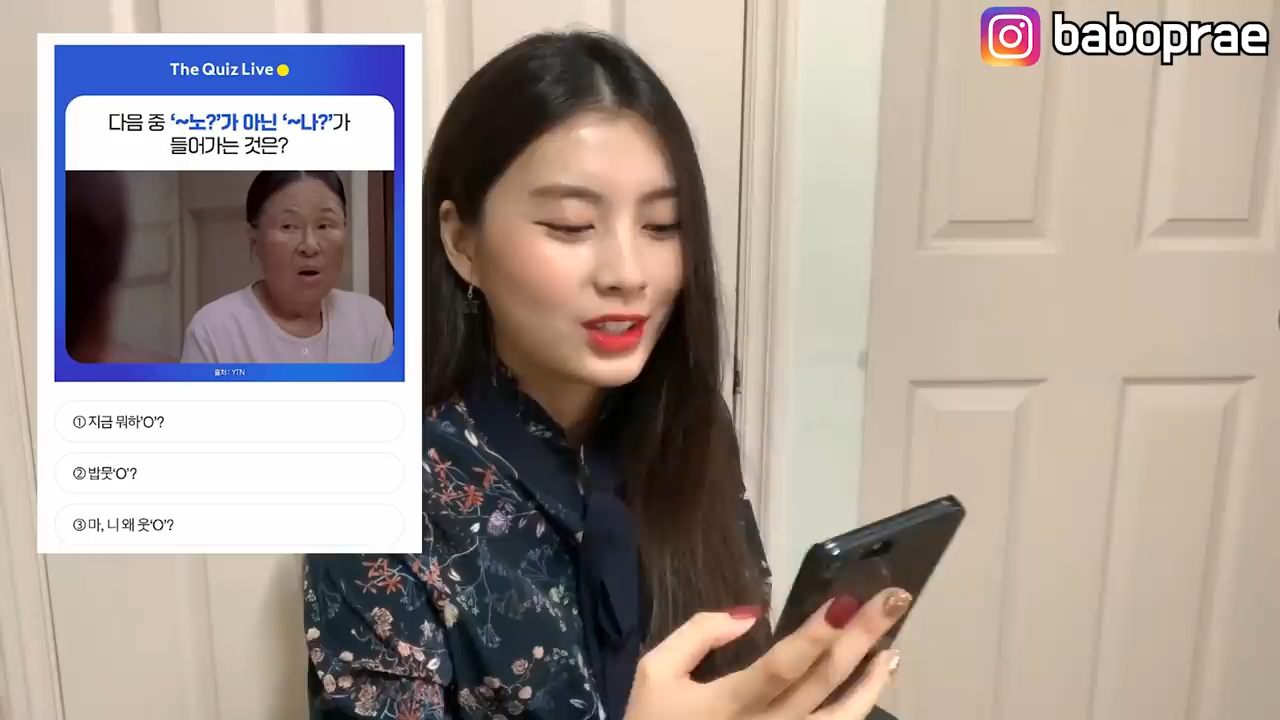 The Quiz Live
다음 중 ‘~노?’가 아닌 ‘~나?’가
들어가는 것은?
출처 : YTN
① 지금 뭐하‘O’?
② 밥뭇‘O’?
③ 마, 니 왜 웃‘O’?
baboprae